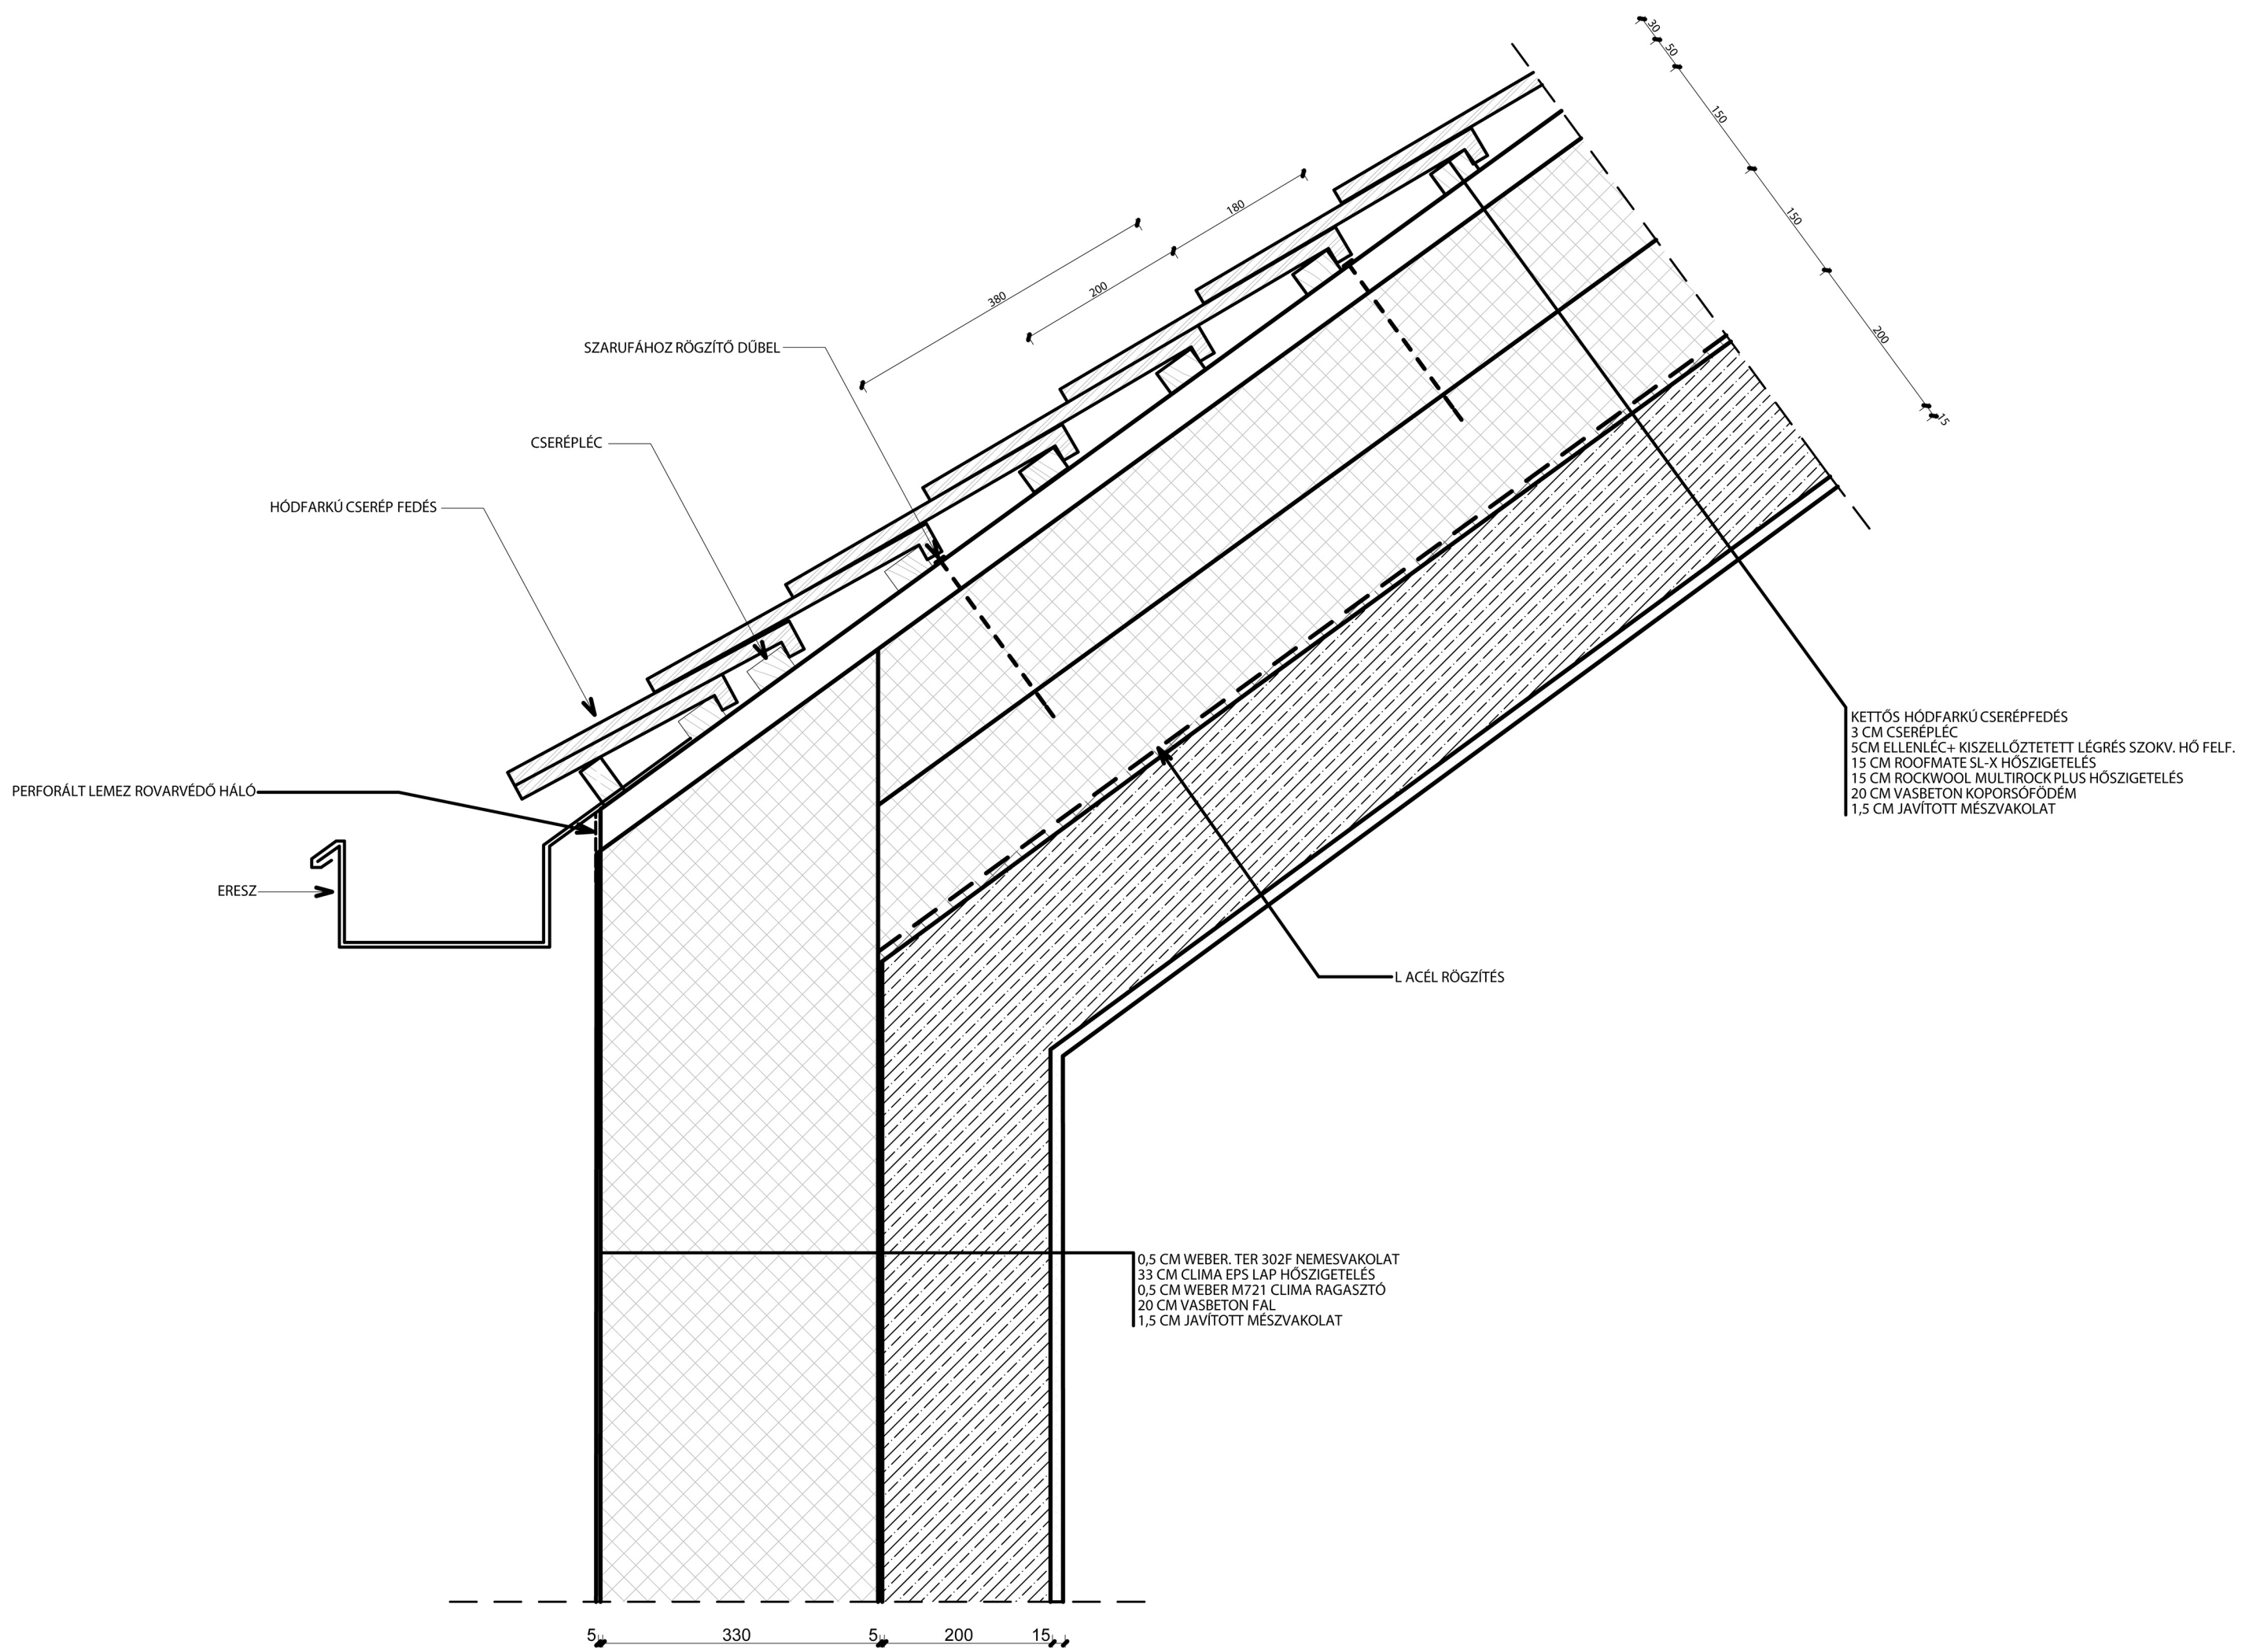 30
50
150
150
200
15
180
200
380
SZARUFÁHOZ RÖGZÍTŐ DŰBEL
CSERÉPLÉC
HÓDFARKÚ CSERÉP FEDÉS
PERFORÁLT LEMEZ ROVARVÉDŐ HÁLÓ
ERESZ
KETTŐS HÓDFARKÚ CSERÉPFEDÉS
3 CM CSERÉPLÉC
5CM ELLENLÉC+ KISZELLŐZTETETT LÉGRÉS SZOKV. HŐ FELF.
15 CM ROOFMATE SL-X HŐSZIGETELÉS
15 CM ROCKWOOL MULTIROCK PLUS HŐSZIGETELÉS
20 CM VASBETON KOPORSÓFÖDÉM
1,5 CM JAVÍTOTT MÉSZVAKOLAT
L ACÉL RÖGZÍTÉS
0,5 CM WEBER. TER 302F NEMESVAKOLAT
33 CM CLIMA EPS LAP HŐSZIGETELÉS
0,5 CM WEBER M721 CLIMA RAGASZTÓ
20 CM VASBETON FAL
1,5 CM JAVÍTOTT MÉSZVAKOLAT
5 330 5 200 15